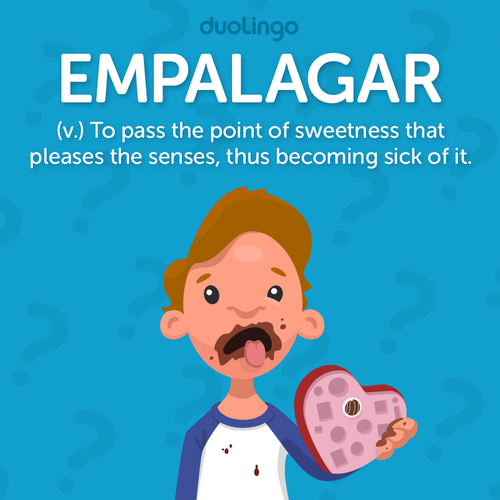 duolingo
EMPALAGAR
(v.) To pass the point of sweetness that
pleases the senses, thus becoming sick of it.